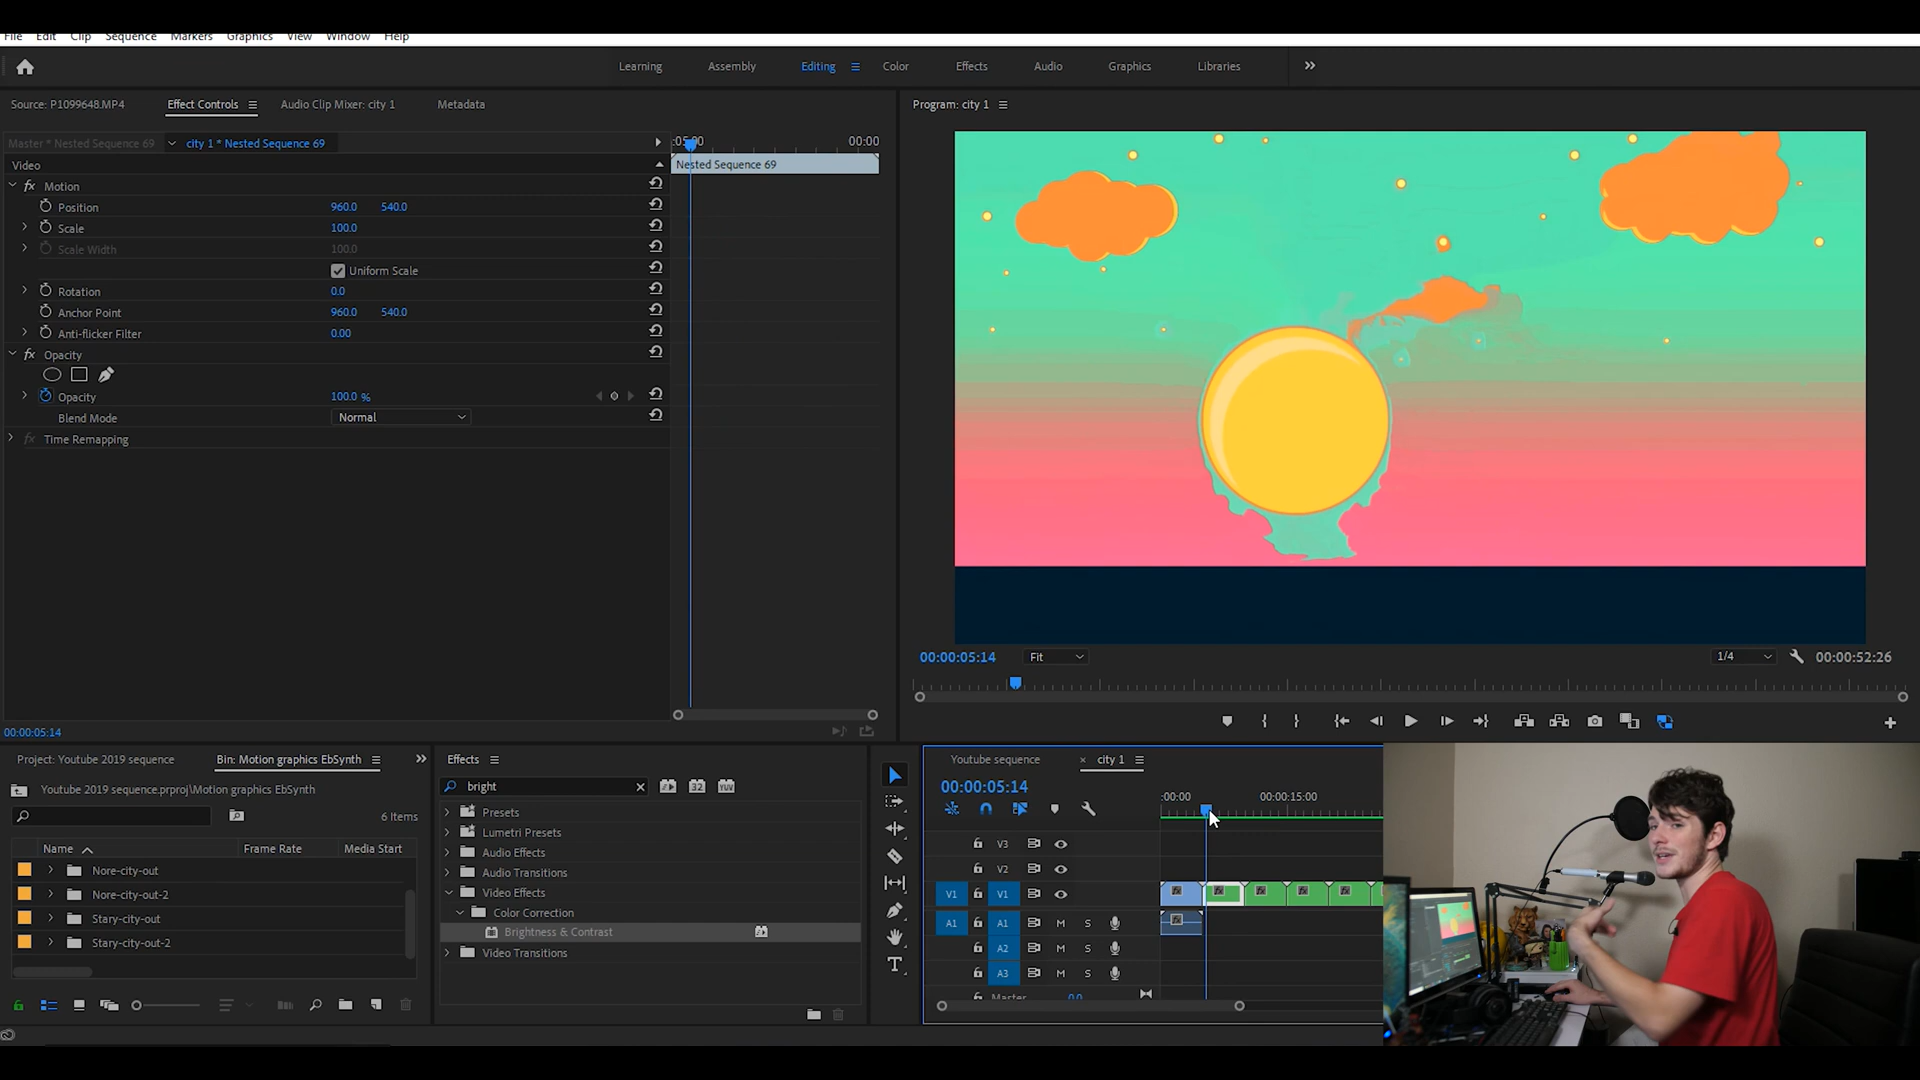 File Edit Clip Sequence Markers Graphics View Window Help
Learning Assembly Editing Color Effects Audio Graphics Libraries
Source: P1099648.MP4 Effect Controls Audio Clip Mixer: city 1 Metadata
Program: city 1
Master * Nested Sequence 69 city 1 * Nested Sequence 69
:05:00 00:00
Video
Nested Sequence 69
fx Motion
Position 960.0 540.0
Scale 100.0
Scale Width 100.0
Uniform Scale
Rotation 0.0
Anchor Point 960.0 540.0
Anti-flicker Filter 0.00
fx Opacity
Opacity 100.0 %
Blend Mode Normal
fx Time Remapping
00:00:05:14 Fit 1/4 00:00:52:26
00:00:05:14
Project: Youtube 2019 sequence Bin: Motion graphics EbSynth
Youtube 2019 sequence.prproj\Motion graphics EbSynth
6 Items
Name Frame Rate Media Start
Nore-city-out
Nore-city-out-2
Stary-city-out
Stary-city-out-2
Effects
bright
32 YUV
Presets
Lumetri Presets
Audio Effects
Audio Transitions
Video Effects
Color Correction
Brightness & Contrast
Video Transitions
Youtube sequence × city 1
00:00:05:14
:00:00 00:00:15:00
V3
V2
V1 V1
A1 A1 M S
A2 M S
A3 M S
Master 0.0
T